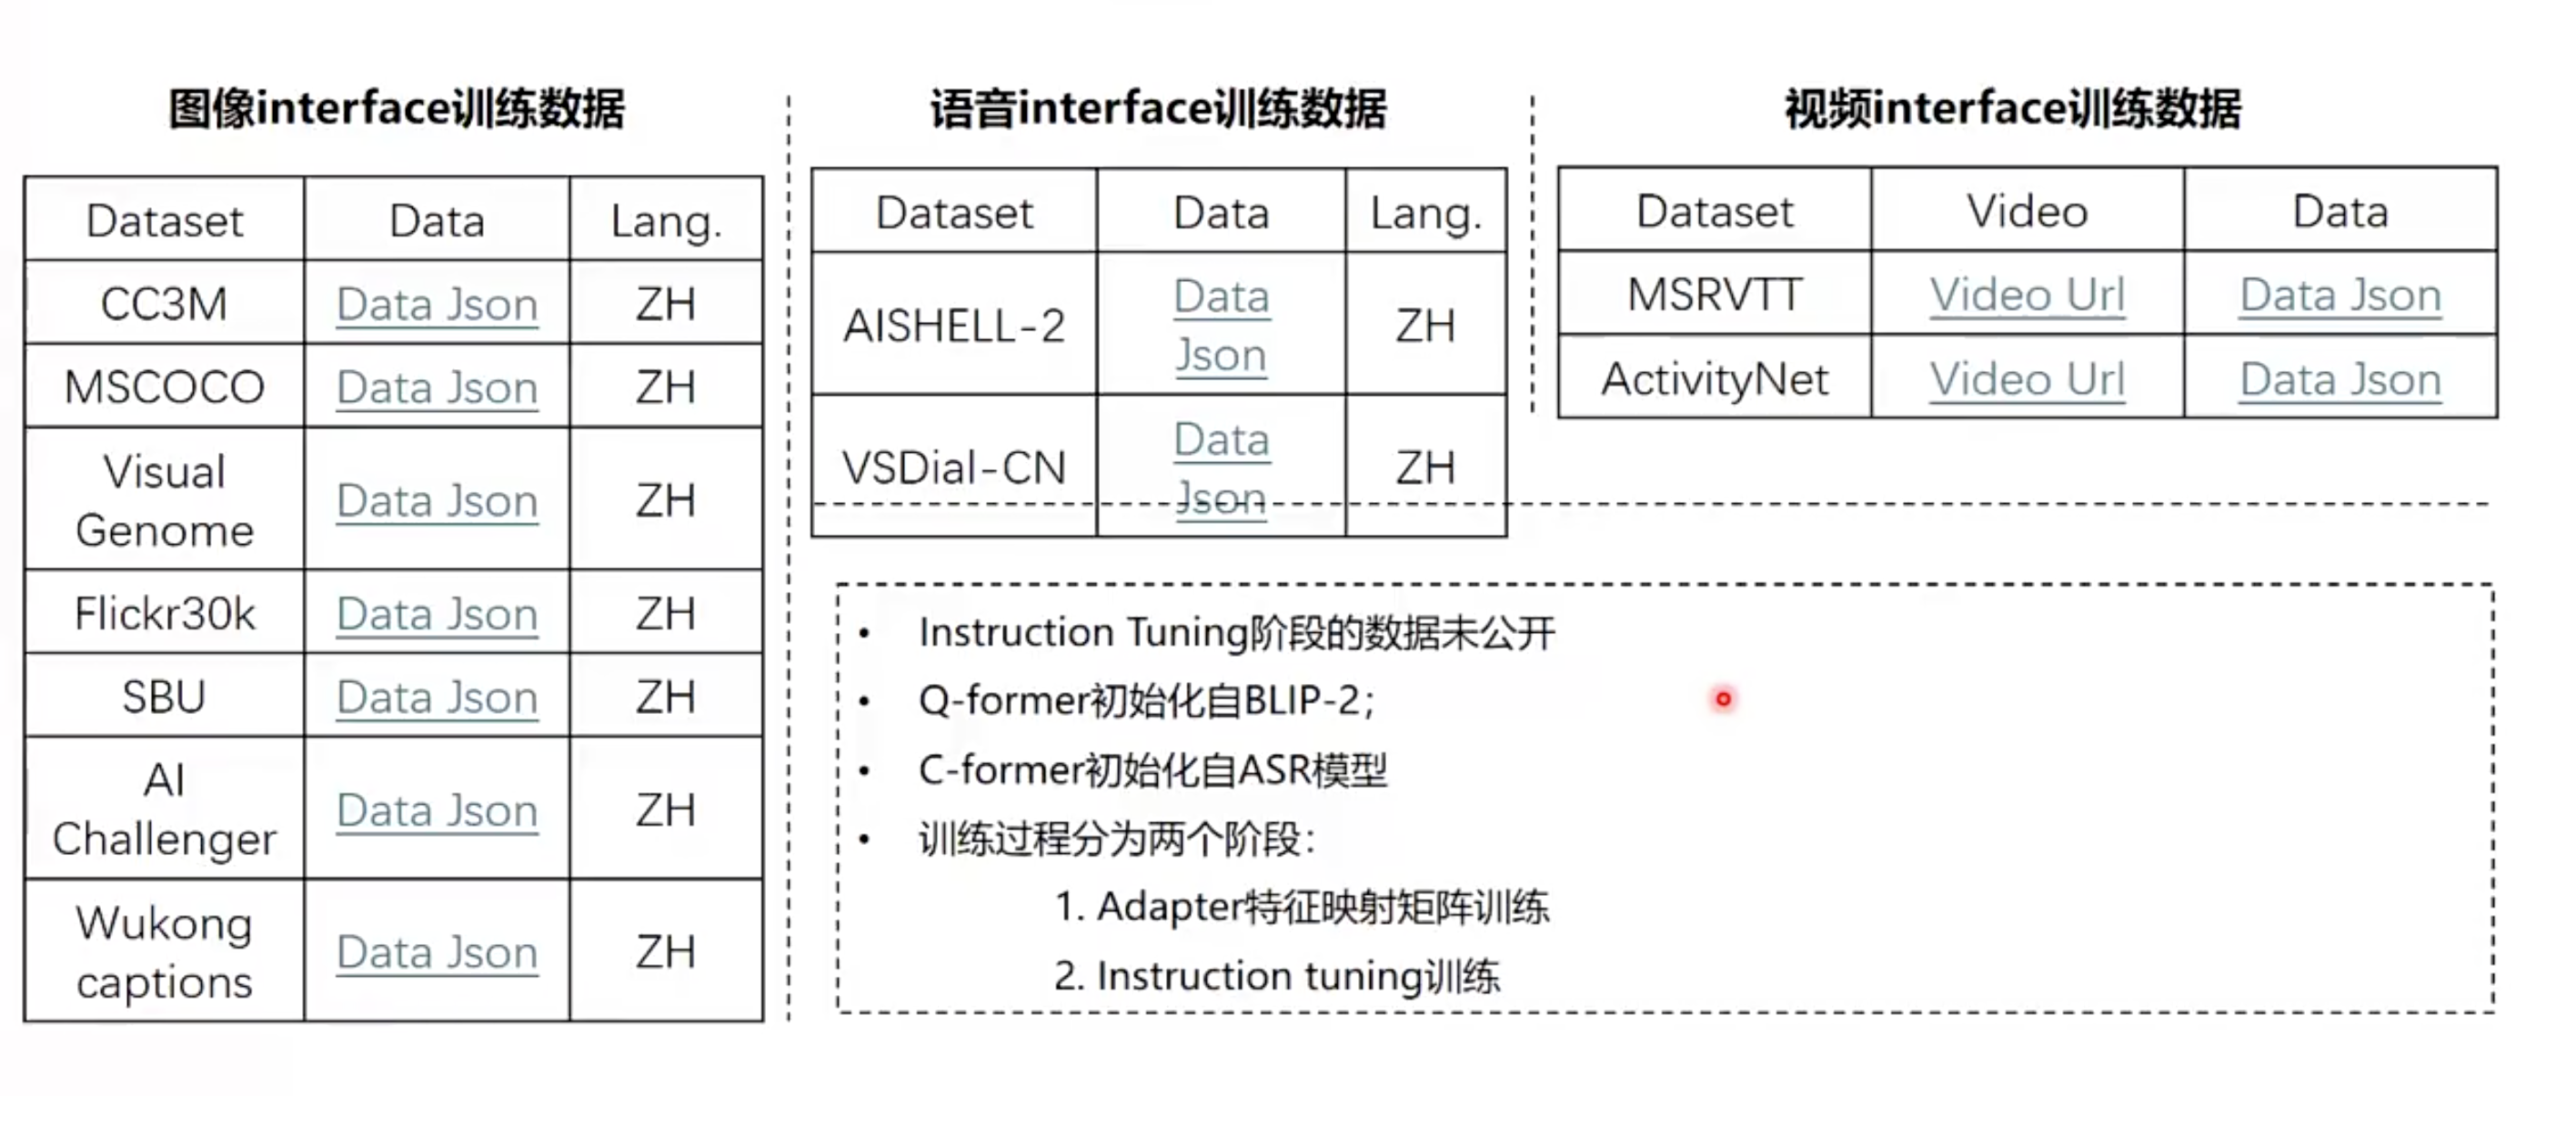 图像interface训练数据
Dataset Data Lang.
CC3M Data Json ZH
MSCOCO Data Json ZH
Visual
Genome Data Json ZH
Flickr30k Data Json ZH
SBU Data Json ZH
AI
Challenger Data Json ZH
Wukong
captions Data Json ZH
语音interface训练数据
Dataset Data Lang.
AISHELL-2 Data
Json ZH
VSDial-CN Data
Json ZH
视频interface训练数据
Dataset Video Data
MSRVTT Video Url Data Json
ActivityNet Video Url Data Json
• Instruction Tuning阶段的数据未公开
• Q-former初始化自BLIP-2；
• C-former初始化自ASR模型
• 训练过程分为两个阶段：
1. Adapter特征映射矩阵训练
2. Instruction tuning训练